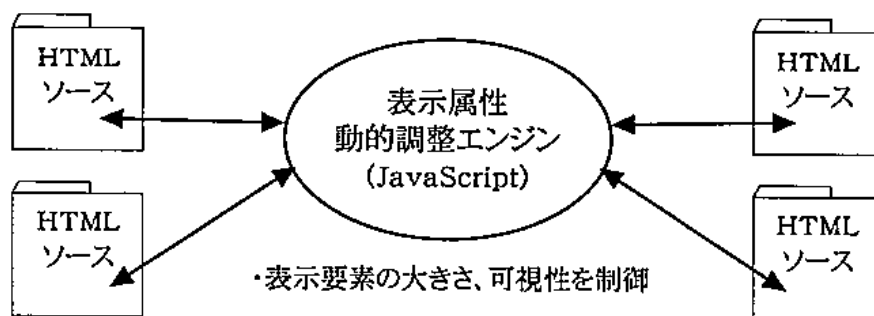 HTML
ソース
HTML
ソース
表示属性
動的調整エンジン
(JavaScript)
HTML
ソース
HTML
ソース
・表示要素の大きさ、可視性を制御